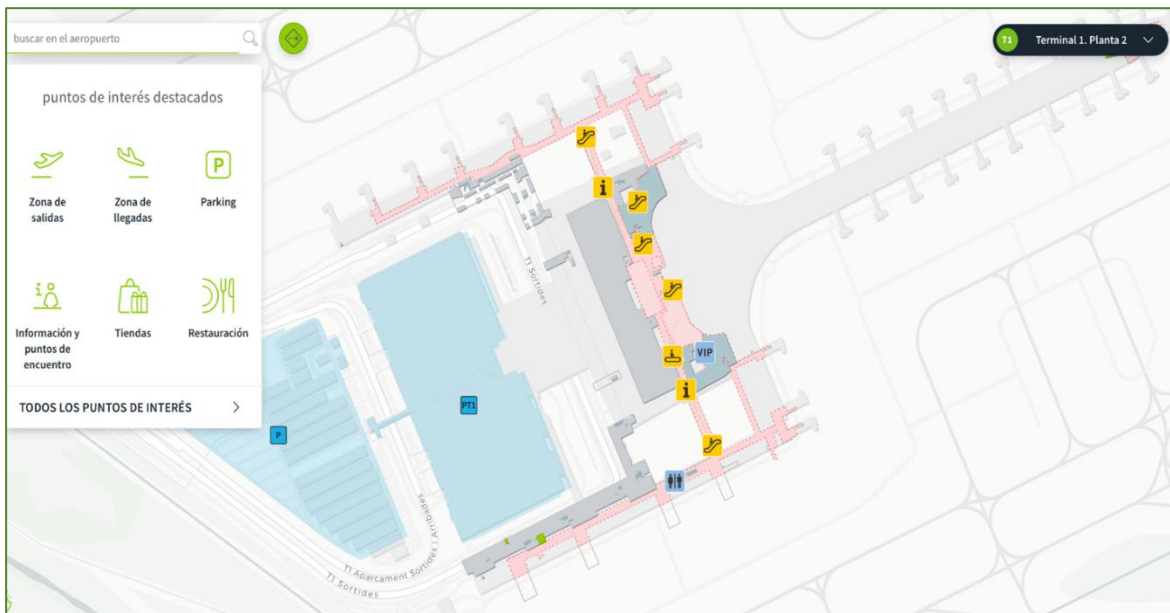 buscar en el aeropuerto
T1
Terminal 1. Planta 2
puntos de interés destacados
P
Zona de
salidas
Zona de
llegadas
Parking
Información y
puntos de
encuentro
Tiendas
Restauración
TODOS LOS PUNTOS DE INTERÉS
T1 Sortides
i
VIP
i
PT1
P
T1 Aparcament Sortides i Arribades
T1 Sortides